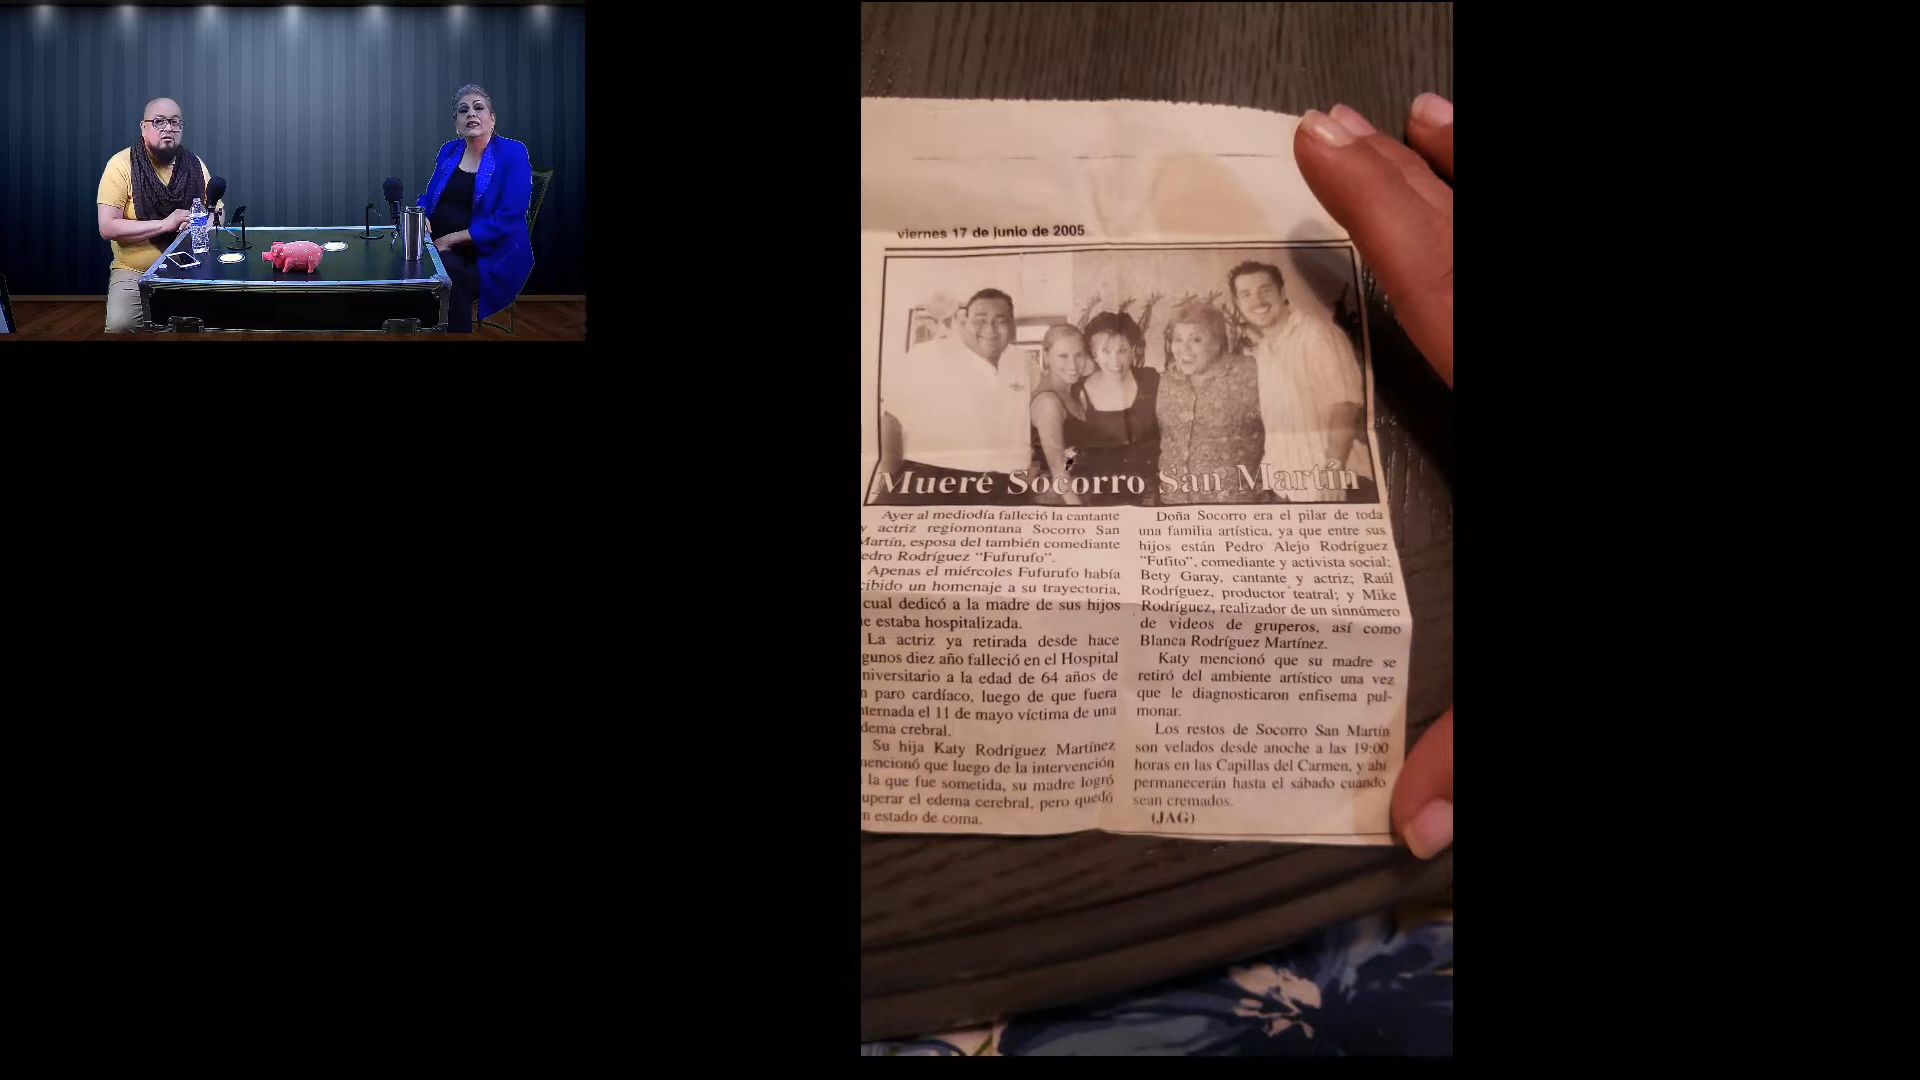 viernes 17 de junio de 2005
Muere Socorro San Martín
Ayer al mediodía falleció la cantante
y actriz regiomontana Socorro San
Martín, esposa del también comediante
edro Rodríguez “Fufurufo”.
Apenas el miércoles Fufurufo había
cibido un homenaje a su trayectoria,
cual dedicó a la madre de sus hijos
e estaba hospitalizada.
La actriz ya retirada desde hace
gunos diez año falleció en el Hospital
niversitario a la edad de 64 años de
n paro cardíaco, luego de que fuera
ternada el 11 de mayo víctima de una
dema crebral.
Su hija Katy Rodríguez Martínez
encionó que luego de la intervención
la que fue sometida, su madre logró
uperar el edema cerebral, pero quedó
n estado de coma.
Doña Socorro era el pilar de toda
una familia artística, ya que entre sus
hijos están Pedro Alejo Rodríguez
“Fufito”, comediante y activista social;
Bety Garay, cantante y actriz; Raúl
Rodríguez, productor teatral; y Mike
Rodríguez, realizador de un sinnúmero
de videos de gruperos, así como
Blanca Rodríguez Martínez.
Katy mencionó que su madre se
retiró del ambiente artístico una vez
que le diagnosticaron enfisema pul-
monar.
Los restos de Socorro San Martín
son velados desde anoche a las 19:00
horas en las Capillas del Carmen, y ahí
permanecerán hasta el sábado cuando
sean cremados.
(JAG)